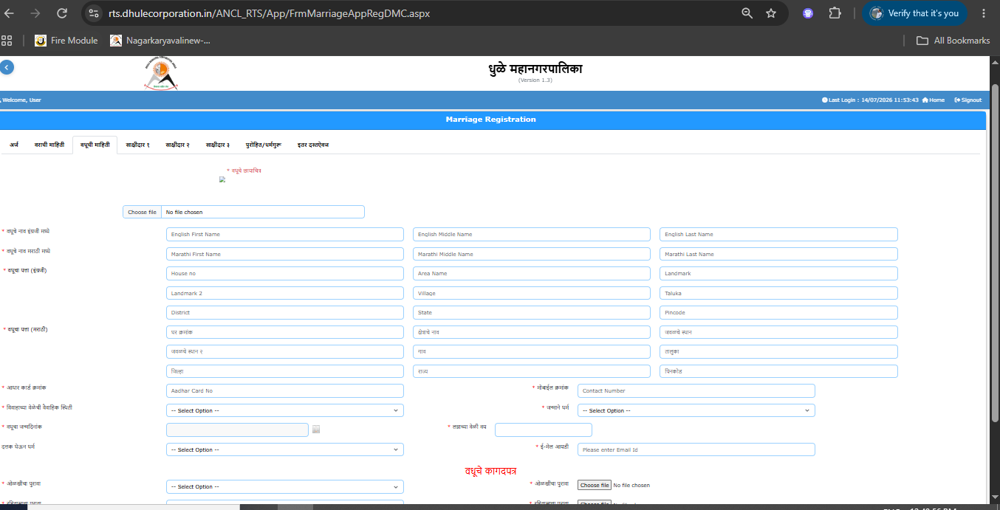 rts.dhulecorporation.in/ANCL_RTS/App/FrmMarriageAppRegDMC.aspx
Verify that it's you
Fire Module
Nagarkaryavalinew-...
All Bookmarks
धुळे महानगरपालिका
(Version 1.3)
Welcome, User
Last Login : 14/07/2026 11:53:43 Home Signout
Marriage Registration
अर्ज वराची माहिती वधूची माहिती साक्षीदार १ साक्षीदार २ साक्षीदार ३ पुरोहित/धर्मगुरू इतर दस्तऐवज
* वधूचे छायाचित्र
Choose file No file chosen
* वधूचे नाव इंग्रजी मध्ये English First Name English Middle Name English Last Name
* वधूचे नाव मराठी मध्ये Marathi First Name Marathi Middle Name Marathi Last Name
* वधूचा पत्ता (इंग्रजी) House no Area Name Landmark
Landmark 2 Village Taluka
District State Pincode
* वधूचा पत्ता (मराठी) घर क्रमांक क्षेत्राचे नाव जवळचे स्थान
जवळचे स्थान २ गाव तालुका
जिल्हा राज्य पिनकोड
* आधार कार्ड क्रमांक Aadhar Card No * मोबाईल क्रमांक Contact Number
* विवाहाच्या वेळेची वैवाहिक स्थिती -- Select Option -- * जन्माने धर्म -- Select Option --
* वधूचा जन्मदिनांक * लग्नाच्या वेळी वय
दत्तक घेऊन धर्म -- Select Option -- * ई-मेल आयडी Please enter Email Id
वधूचे कागदपत्र
* ओळखीचा पुरावा -- Select Option -- * ओळखीचा पुरावा Choose file No file chosen